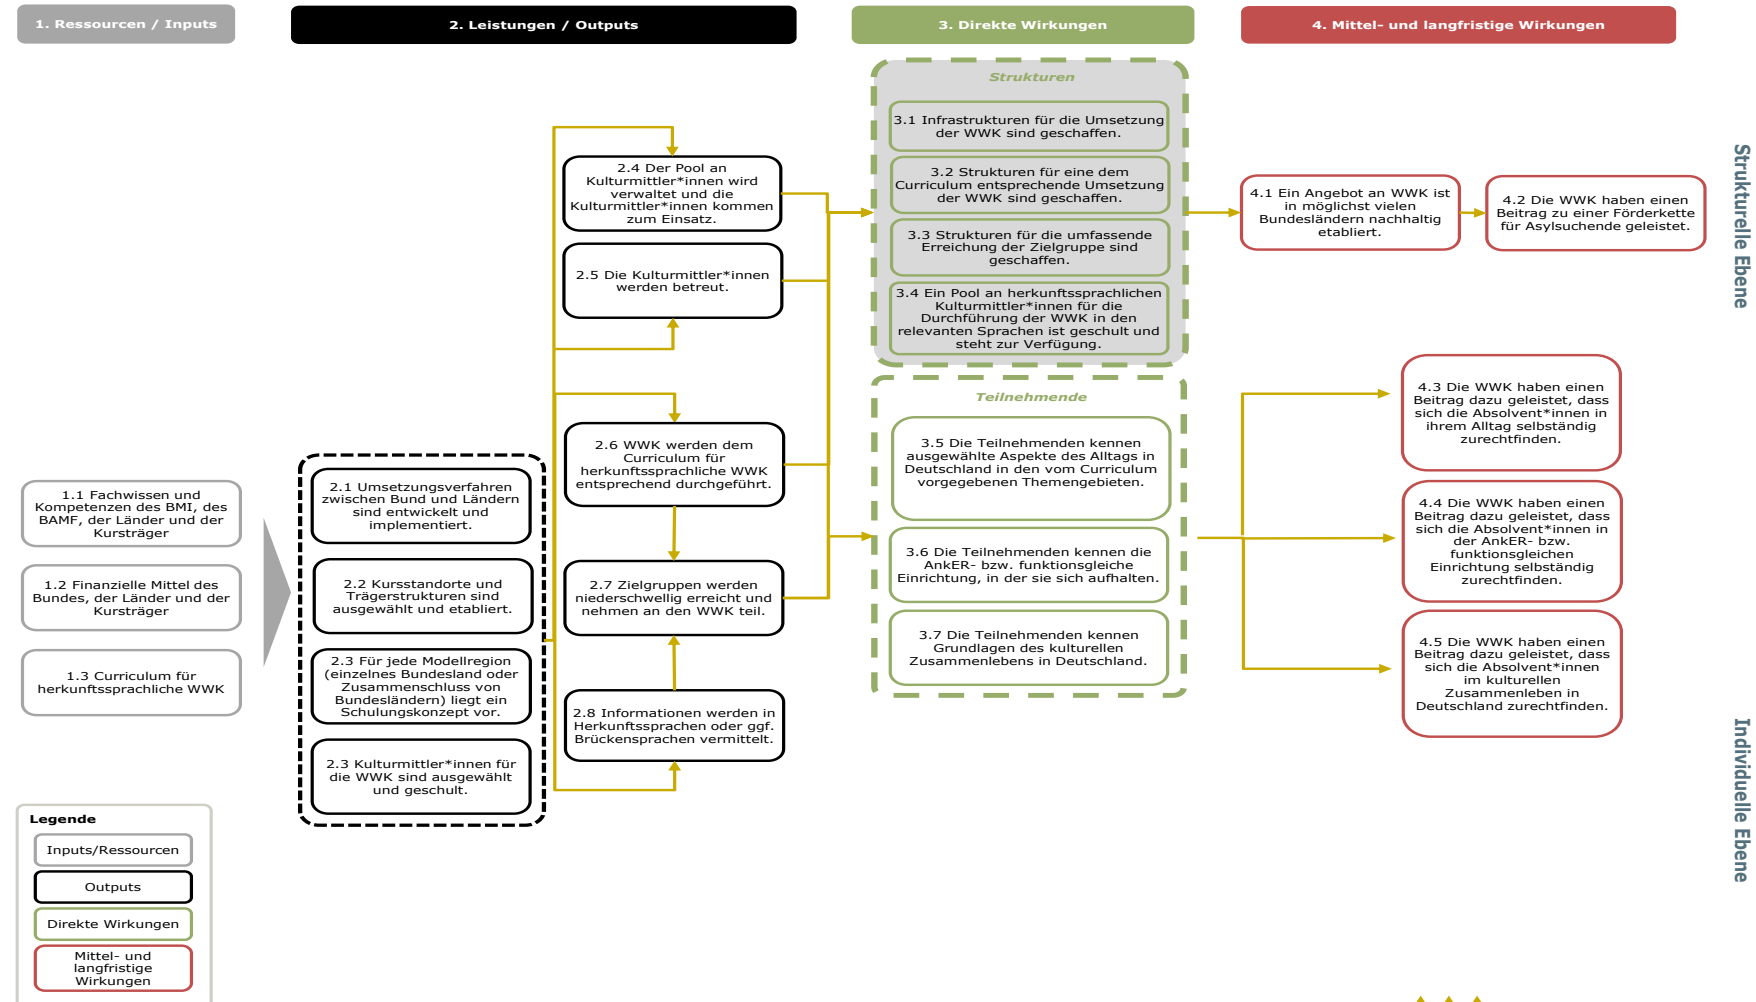 1. Ressourcen / Inputs
2. Leistungen / Outputs
3. Direkte Wirkungen
4. Mittel- und langfristige Wirkungen
1.1 Fachwissen und
Kompetenzen des BMI, des
BAMF, der Länder und der
Kursträger
1.2 Finanzielle Mittel des
Bundes, der Länder und der
Kursträger
1.3 Curriculum für
herkunftssprachliche WWK
2.1 Umsetzungsverfahren
zwischen Bund und Ländern
sind entwickelt und
implementiert.
2.2 Kursstandorte und
Trägerstrukturen sind
ausgewählt und etabliert.
2.3 Für jede Modellregion
(einzelnes Bundesland oder
Zusammenschluss von
Bundesländern) liegt ein
Schulungskonzept vor.
2.3 Kulturmittler*innen für
die WWK sind ausgewählt
und geschult.
2.4 Der Pool an
Kulturmittler*innen wird
verwaltet und die
Kulturmittler*innen kommen
zum Einsatz.
2.5 Die Kulturmittler*innen
werden betreut.
2.6 WWK werden dem
Curriculum für
herkunftssprachliche WWK
entsprechend durchgeführt.
2.7 Zielgruppen werden
niederschwellig erreicht und
nehmen an den WWK teil.
2.8 Informationen werden in
Herkunftssprachen oder ggf.
Brückensprachen vermittelt.
Strukturen
3.1 Infrastrukturen für die Umsetzung
der WWK sind geschaffen.
3.2 Strukturen für eine dem
Curriculum entsprechende Umsetzung
der WWK sind geschaffen.
3.3 Strukturen für die umfassende
Erreichung der Zielgruppe sind
geschaffen.
3.4 Ein Pool an herkunftssprachlichen
Kulturmittler*innen für die
Durchführung der WWK in den
relevanten Sprachen ist geschult und
steht zur Verfügung.
Teilnehmende
3.5 Die Teilnehmenden kennen
ausgewählte Aspekte des Alltags in
Deutschland in den vom Curriculum
vorgegebenen Themengebieten.
3.6 Die Teilnehmenden kennen die
AnkER- bzw. funktionsgleiche
Einrichtung, in der sie sich aufhalten.
3.7 Die Teilnehmenden kennen
Grundlagen des kulturellen
Zusammenlebens in Deutschland.
4.1 Ein Angebot an WWK ist
in möglichst vielen
Bundesländern nachhaltig
etabliert.
4.2 Die WWK haben einen
Beitrag zu einer Förderkette
für Asylsuchende geleistet.
4.3 Die WWK haben einen
Beitrag dazu geleistet, dass
sich die Absolvent*innen in
ihrem Alltag selbständig
zurechtfinden.
4.4 Die WWK haben einen
Beitrag dazu geleistet, dass
sich die Absolvent*innen in
der AnkER- bzw.
funktionsgleichen
Einrichtung selbständig
zurechtfinden.
4.5 Die WWK haben einen
Beitrag dazu geleistet, dass
sich die Absolvent*innen
im kulturellen
Zusammenleben in
Deutschland zurechtfinden.
Strukturelle Ebene
Individuelle Ebene
Legende
Inputs/Ressourcen
Outputs
Direkte Wirkungen
Mittel- und
langfristige
Wirkungen